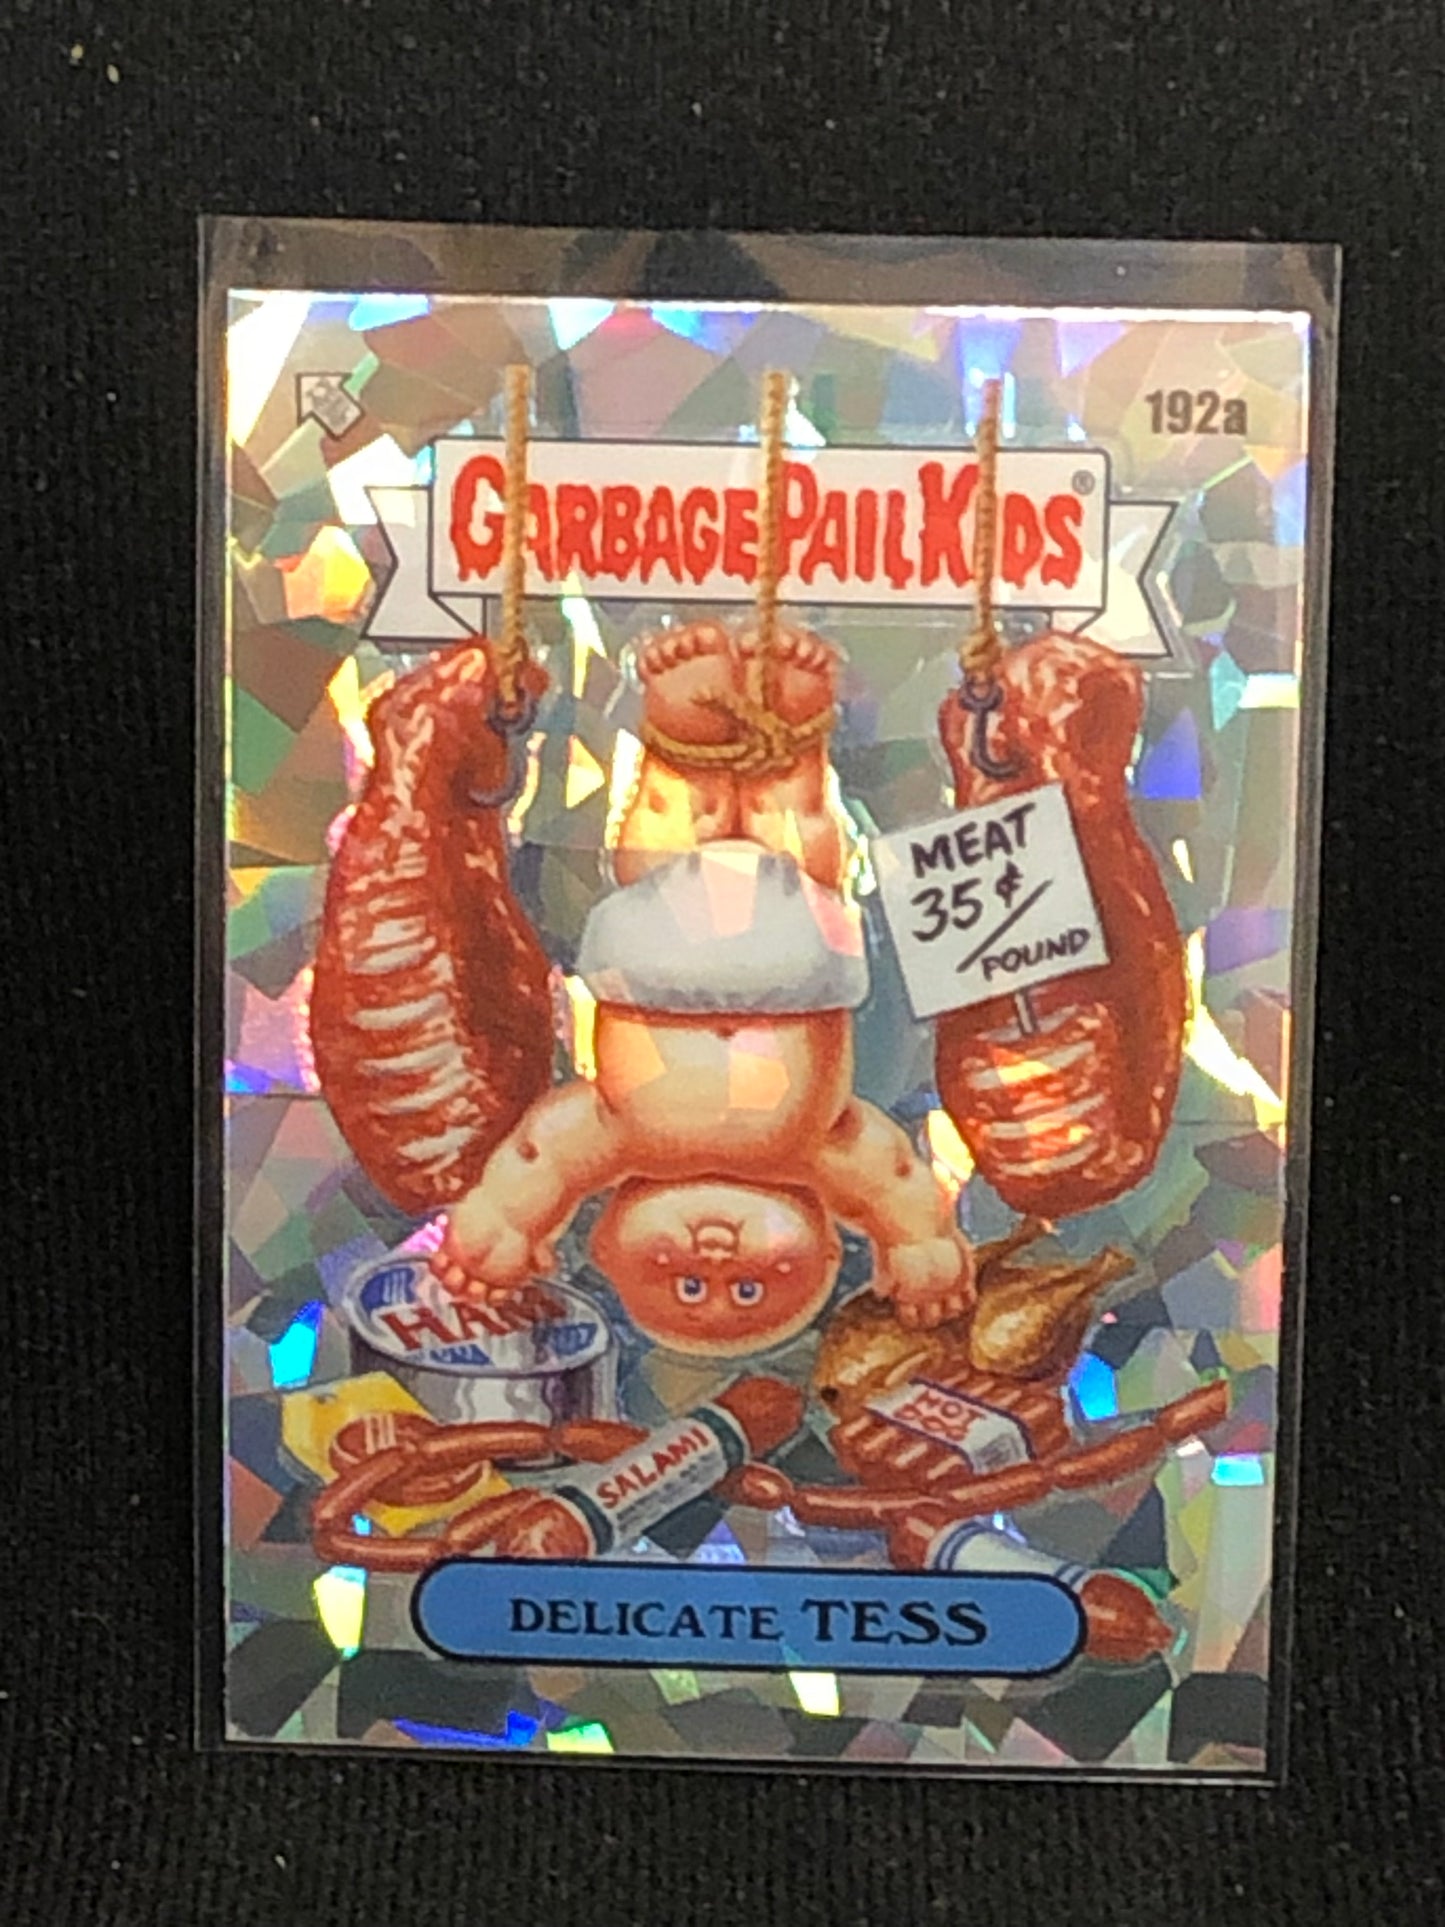 192a
GARBAGE PAIL KIDS®
MEAT
35¢/
POUND
HAM
HOT
DOG
SALAMI
DELICATE TESS